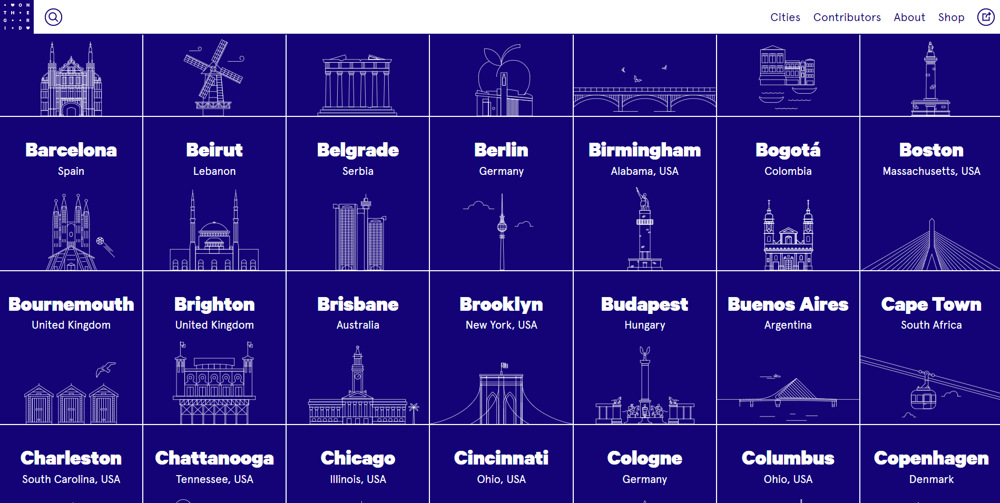 ON
TH ER
G R
I D
Cities Contributors About Shop
Barcelona
Spain
Beirut
Lebanon
Belgrade
Serbia
Berlin
Germany
Birmingham
Alabama, USA
Bogotá
Colombia
Boston
Massachusetts, USA
Bournemouth
United Kingdom
Brighton
United Kingdom
Brisbane
Australia
Brooklyn
New York, USA
Budapest
Hungary
Buenos Aires
Argentina
Cape Town
South Africa
Charleston
South Carolina, USA
Chattanooga
Tennessee, USA
Chicago
Illinois, USA
Cincinnati
Ohio, USA
Cologne
Germany
Columbus
Ohio, USA
Copenhagen
Denmark